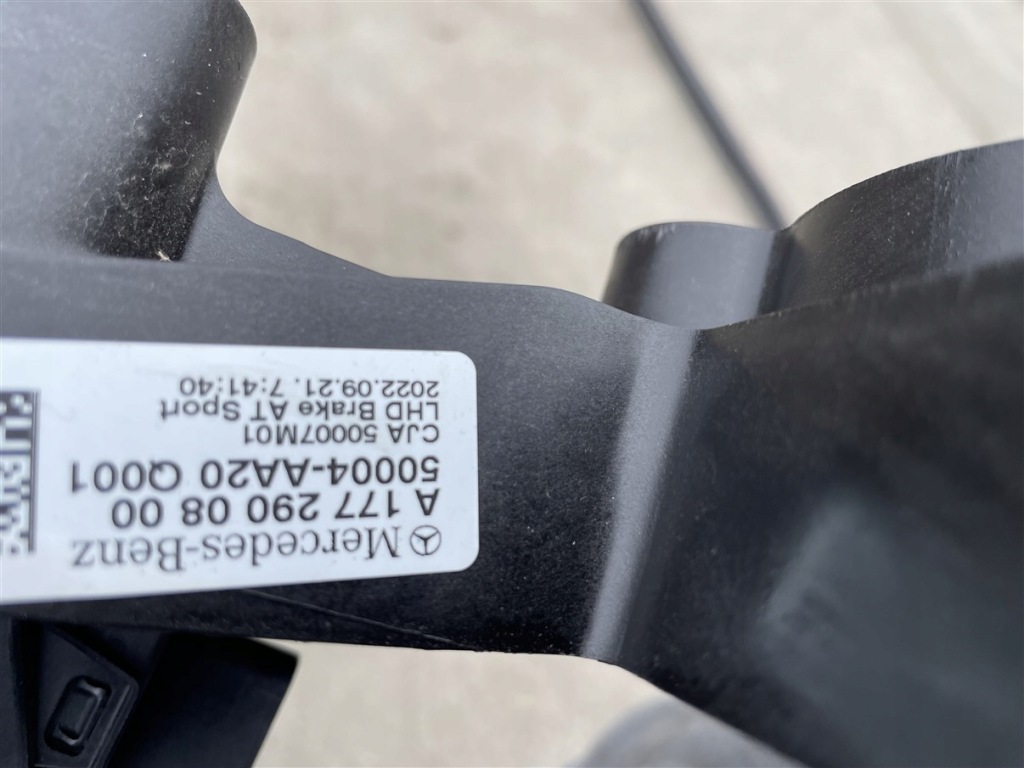 Mercedes-Benz
A 177 290 08 00
50004-AA20 Q001
CJA 50007M01
LHD Brake AT Sport
2022.09.21. 7:41:40